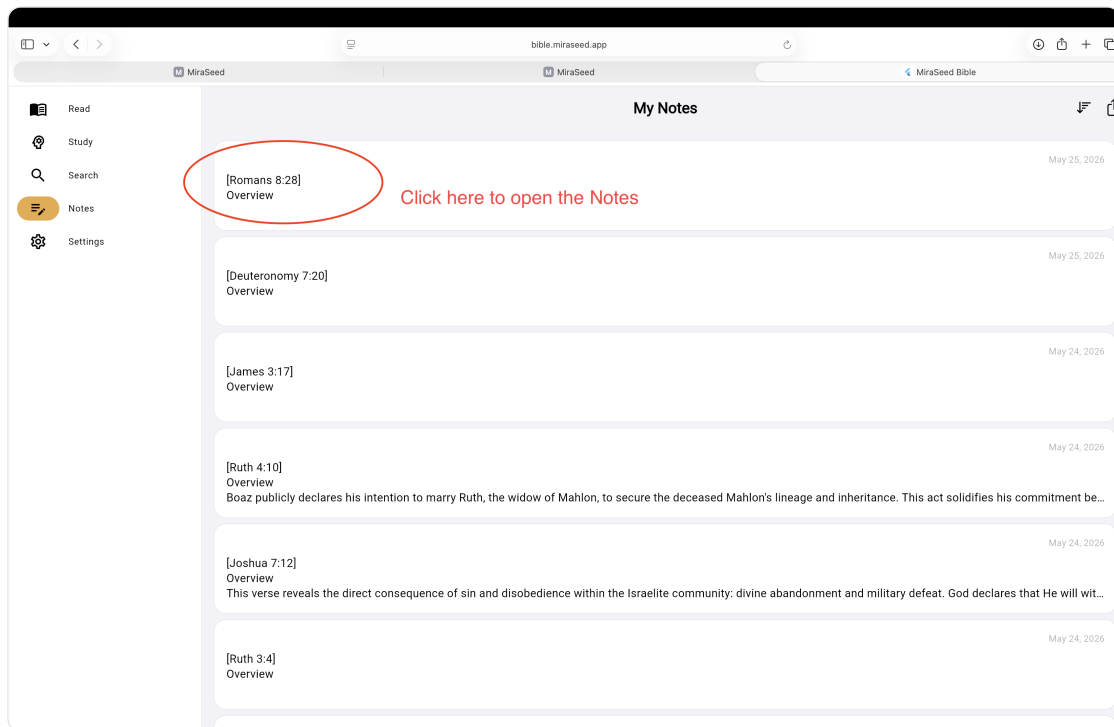 bible.miraseed.app
M MiraSeed
M MiraSeed
MiraSeed Bible
Read
Study
Search
Notes
Settings
My Notes
May 25, 2026
[Romans 8:28]
Overview
Click here to open the Notes
May 25, 2026
[Deuteronomy 7:20]
Overview
May 24, 2026
[James 3:17]
Overview
May 24, 2026
[Ruth 4:10]
Overview
Boaz publicly declares his intention to marry Ruth, the widow of Mahlon, to secure the deceased Mahlon's lineage and inheritance. This act solidifies his commitment be...
May 24, 2026
[Joshua 7:12]
Overview
This verse reveals the direct consequence of sin and disobedience within the Israelite community: divine abandonment and military defeat. God declares that He will wit...
May 24, 2026
[Ruth 3:4]
Overview